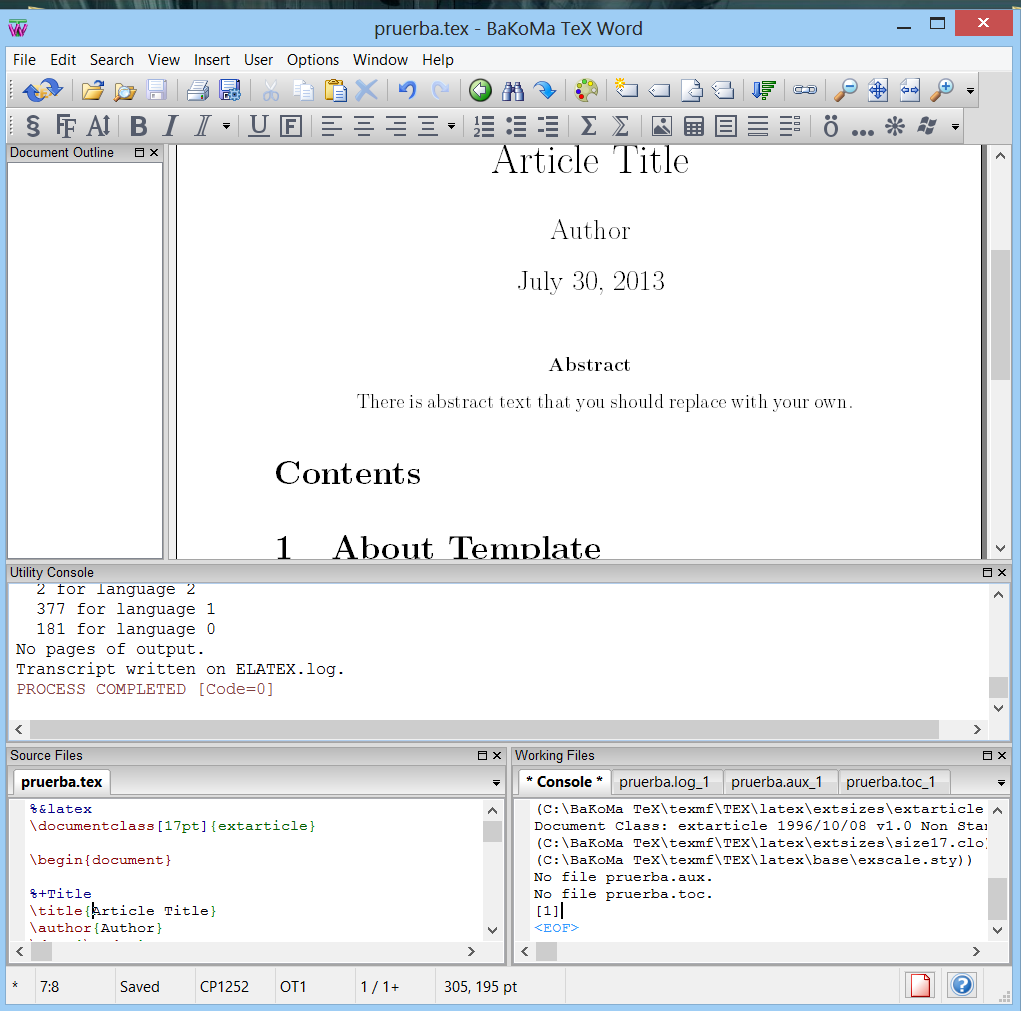 pruerba.tex - BaKoMa TeX Word
File Edit Search View Insert User Options Window Help
Document Outline
Article Title
Author
July 30, 2013
Abstract
There is abstract text that you should replace with your own.
Contents
1 About Template
Utility Console
2 for language 2
377 for language 1
181 for language 0
No pages of output.
Transcript written on ELATEX.log.
PROCESS COMPLETED [Code=0]
Source Files
pruerba.tex
%&latex
\documentclass[17pt]{extarticle}
\begin{document}
%+Title
\title{Article Title}
\author{Author}
Working Files
* Console * pruerba.log_1 pruerba.aux_1 pruerba.toc_1
(C:\BaKoMa TeX\texmf\TEX\latex\extsizes\extarticle
Document Class: extarticle 1996/10/08 v1.0 Non Star
(C:\BaKoMa TeX\texmf\TEX\latex\extsizes\size17.clo)
(C:\BaKoMa TeX\texmf\TEX\latex\base\exscale.sty))
No file pruerba.aux.
No file pruerba.toc.
[1]
<EOF>
* 7:8 Saved CP1252 OT1 1 / 1+ 305, 195 pt